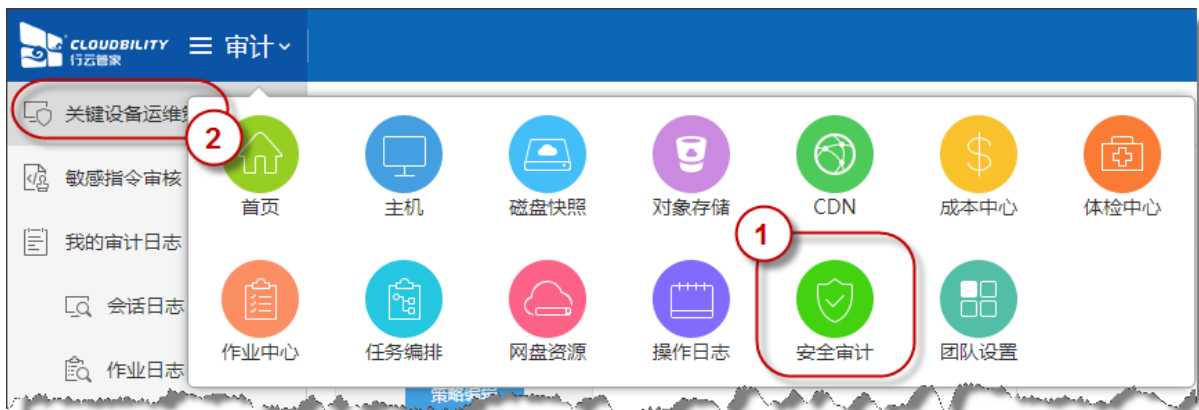 CLOUDBILITY
行云管家
审计
关键设备运维
2
敏感指令审核
我的审计日志
会话日志
作业日志
首页
主机
磁盘快照
对象存储
CDN
成本中心
体检中心
1
作业中心
任务编排
网盘资源
操作日志
安全审计
团队设置
策略编辑